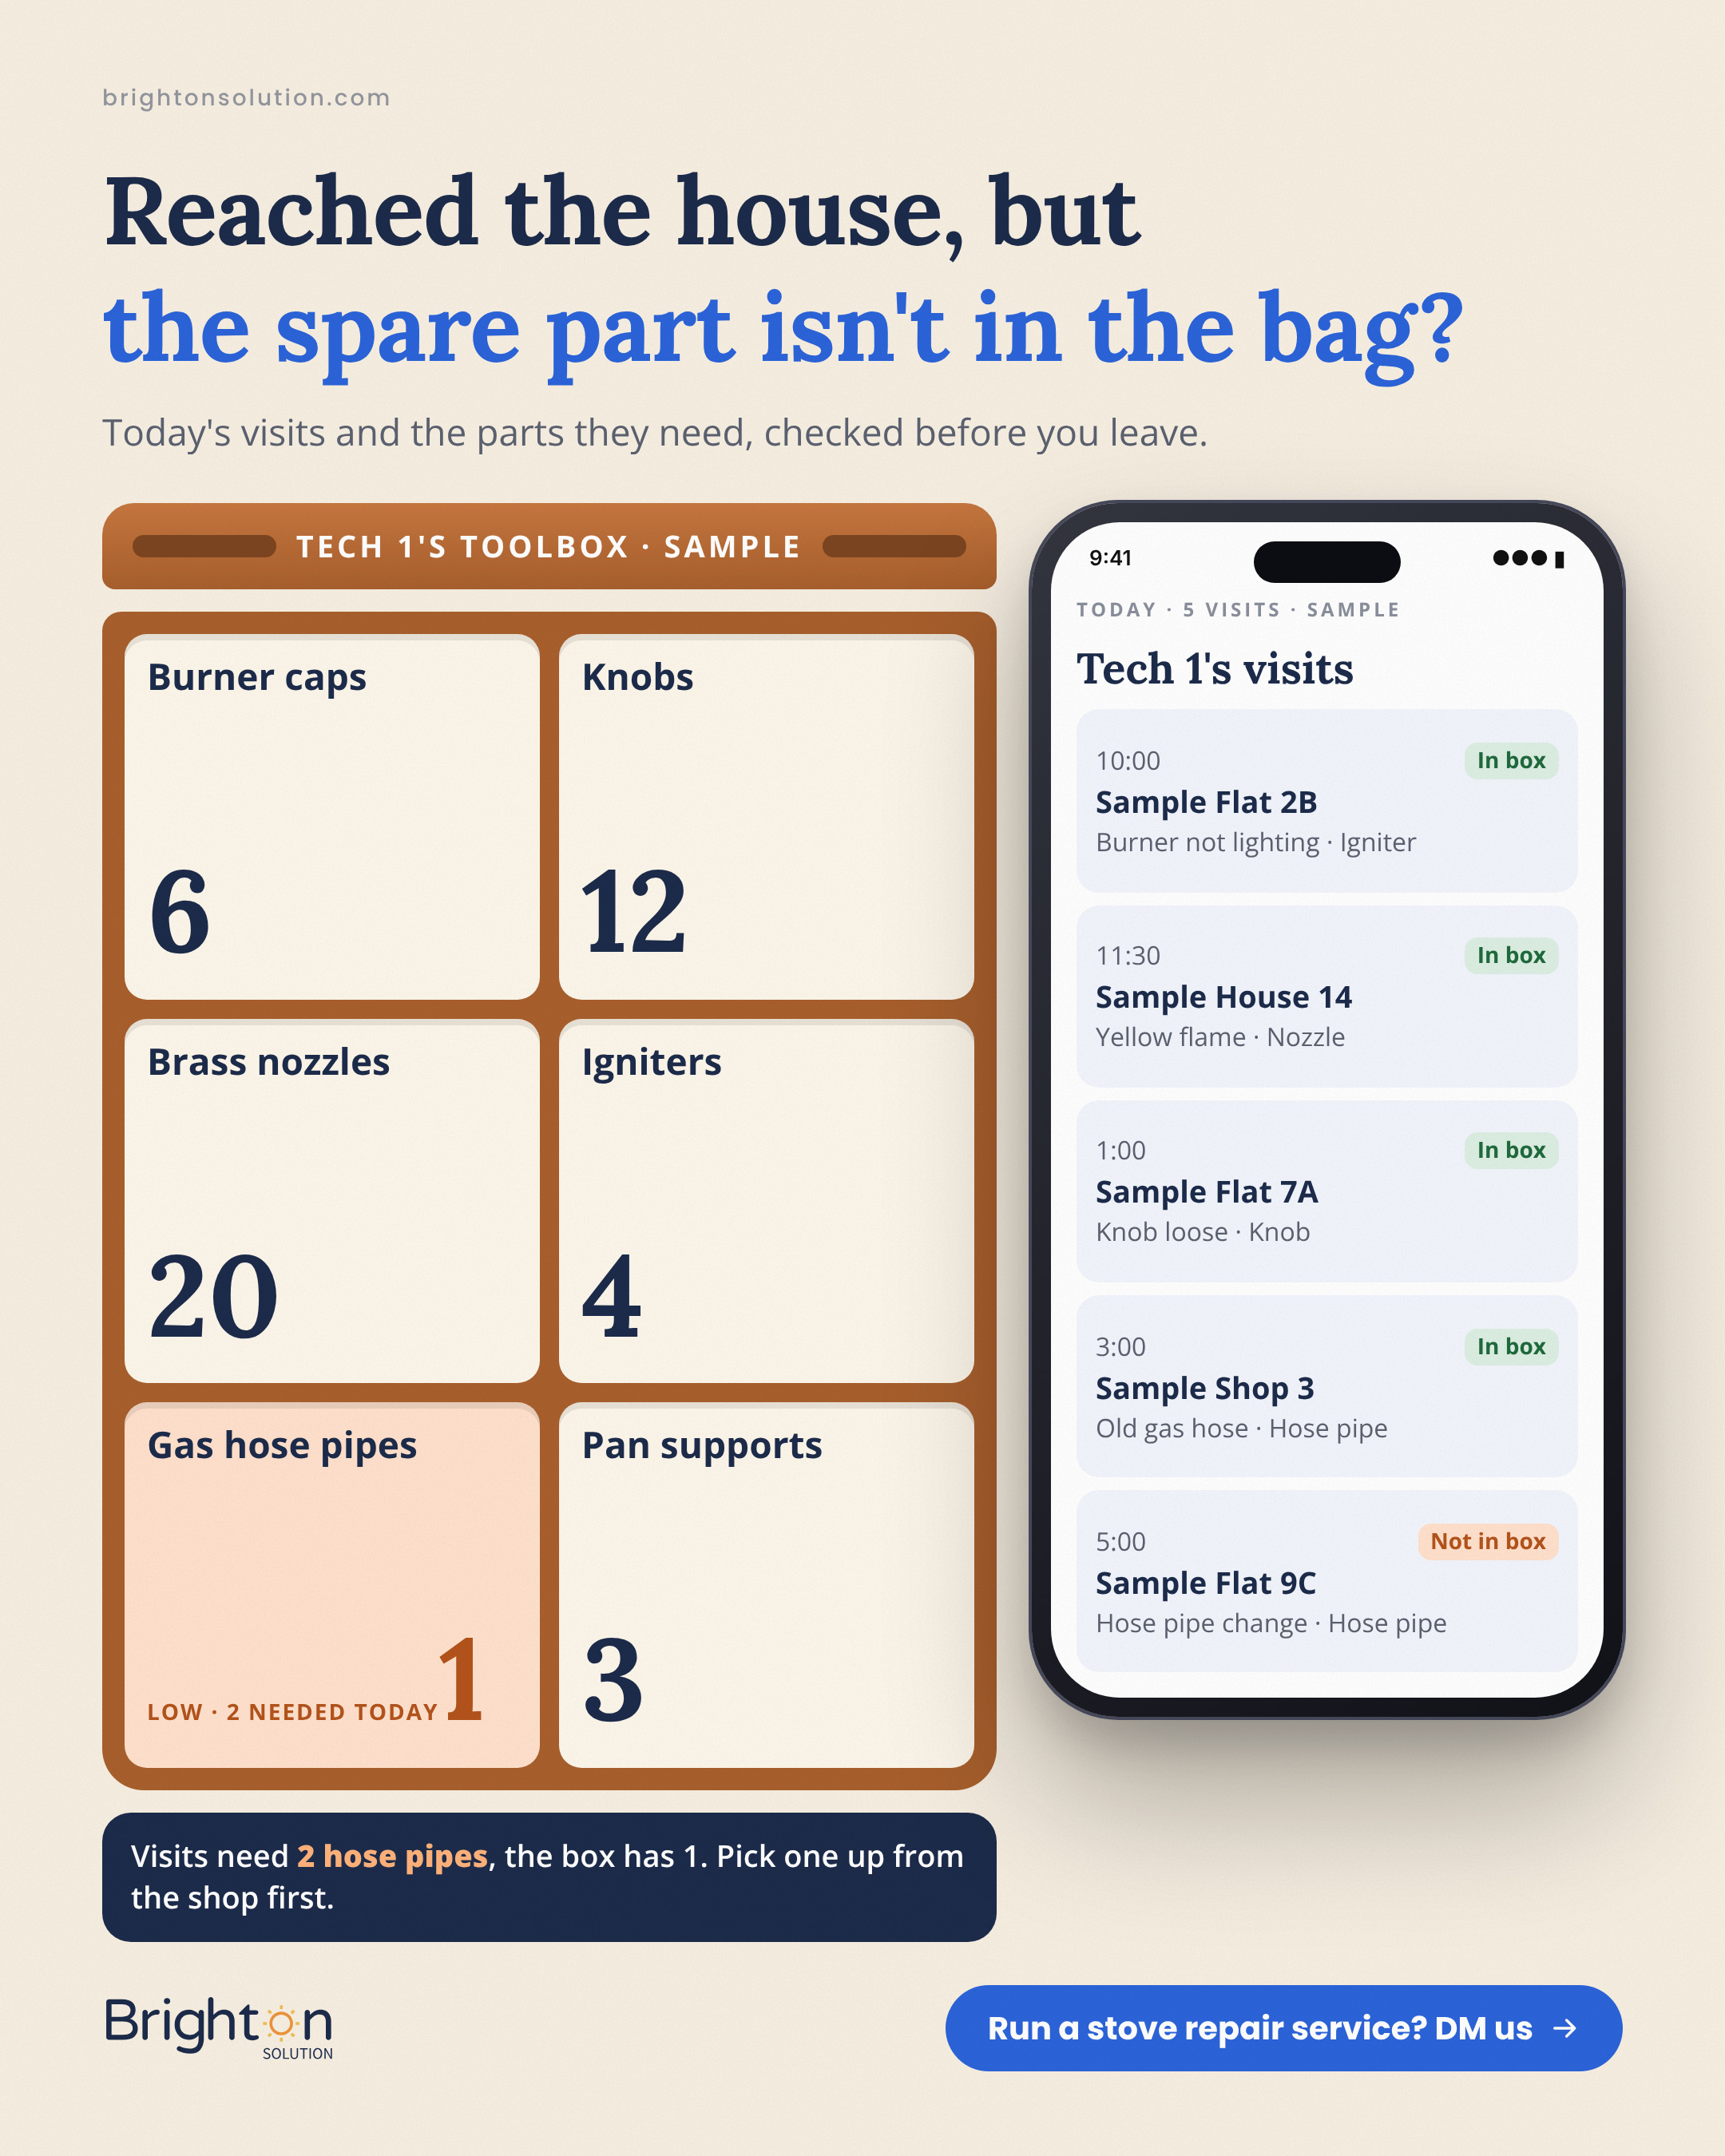 brightonsolution.com
Reached the house, but
the spare part isn't in the bag?
Today's visits and the parts they need, checked before you leave.
TECH 1'S TOOLBOX · SAMPLE
Burner caps
6
Knobs
12
Brass nozzles
20
Igniters
4
Gas hose pipes
LOW · 2 NEEDED TODAY 1
Pan supports
3
Visits need 2 hose pipes, the box has 1. Pick one up from
the shop first.
9:41
TODAY · 5 VISITS · SAMPLE
Tech 1's visits
10:00 In box
Sample Flat 2B
Burner not lighting · Igniter
11:30 In box
Sample House 14
Yellow flame · Nozzle
1:00 In box
Sample Flat 7A
Knob loose · Knob
3:00 In box
Sample Shop 3
Old gas hose · Hose pipe
5:00 Not in box
Sample Flat 9C
Hose pipe change · Hose pipe
Brighton
SOLUTION
Run a stove repair service? DM us →